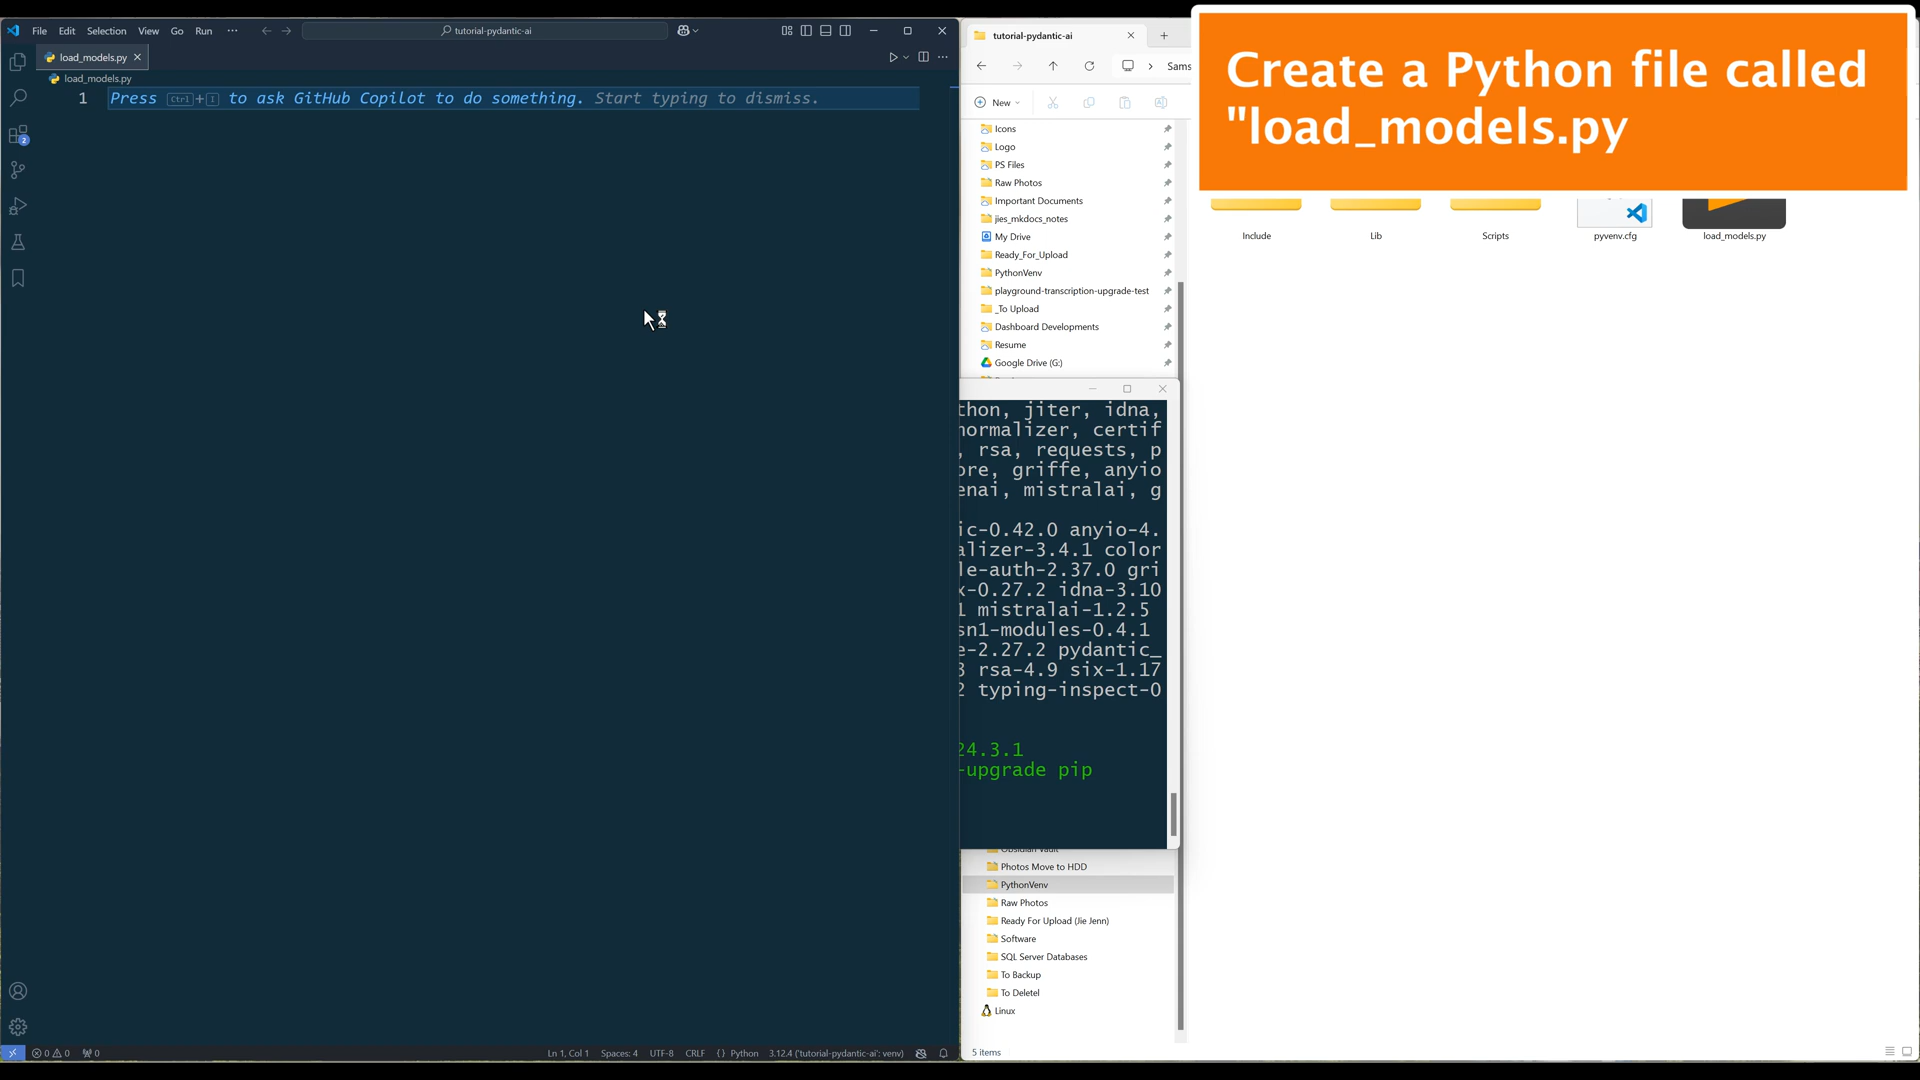 File Edit Selection View Go Run ···
tutorial-pydantic-ai
load_models.py
load_models.py
1 Press Ctrl+I to ask GitHub Copilot to do something. Start typing to dismiss.
2
Ln 1, Col 1 Spaces: 4 UTF-8 CRLF {} Python 3.12.4 ('tutorial-pydantic-ai': venv)
0 0 0
tutorial-pydantic-ai
Sams
New
Icons
Logo
PS Files
Raw Photos
Important Documents
jies_mkdocs_notes
My Drive
Ready_For_Upload
PythonVenv
playground-transcription-upgrade-test
_To Upload
Dashboard Developments
Resume
Google Drive (G:)
thon, jiter, idna,
normalizer, certif
, rsa, requests, p
ore, griffe, anyio
enai, mistralai, g
ic-0.42.0 anyio-4.
alizer-3.4.1 color
le-auth-2.37.0 gri
x-0.27.2 idna-3.10
1 mistralai-1.2.5
sn1-modules-0.4.1
e-2.27.2 pydantic_
3 rsa-4.9 six-1.17
2 typing-inspect-0
24.3.1
-upgrade pip
Obsidian Vault
Photos Move to HDD
PythonVenv
Raw Photos
Ready For Upload (Jie Jenn)
Software
SQL Server Databases
To Backup
To Deletel
Linux
5 items
Create a Python file called
"load_models.py
Include
Lib
Scripts
pyvenv.cfg
load_models.py